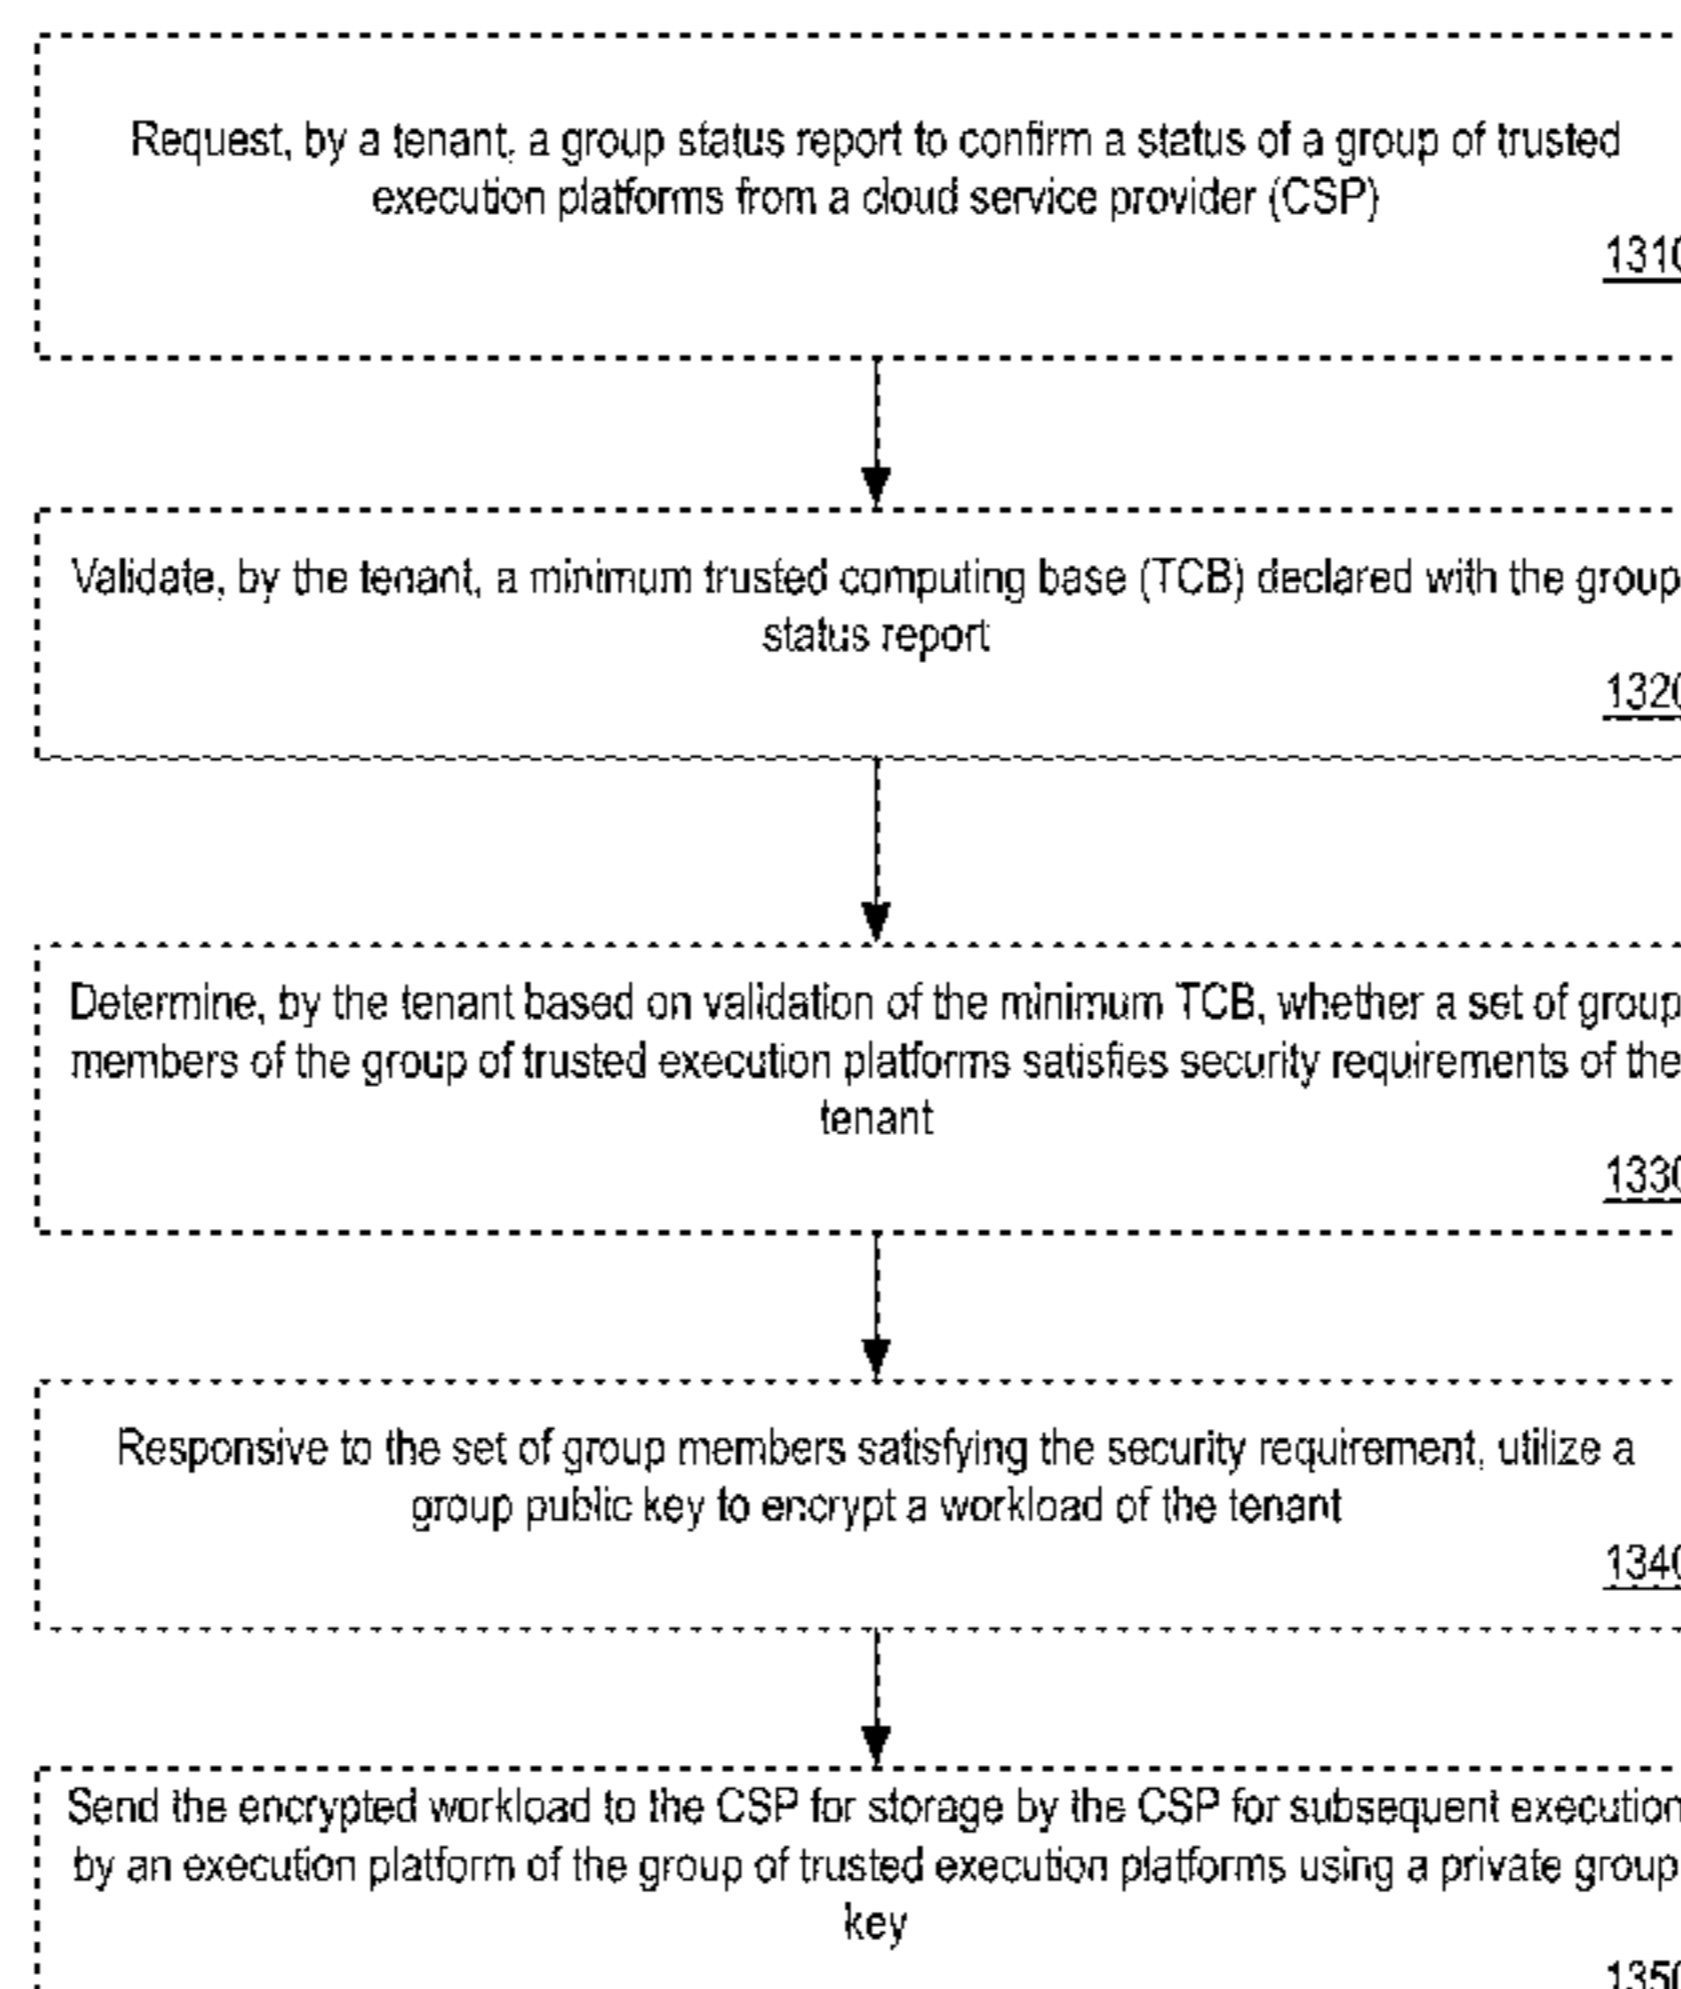 Request, by a tenant, a group status report to confirm a status of a group of trusted
execution platforms from a cloud service provider (CSP)
1310
Validate, by the tenant, a minimum trusted computing base (TCB) declared with the group
status report
1320
Determine, by the tenant based on validation of the minimum TCB, whether a set of group
members of the group of trusted execution platforms satisfies security requirements of the
tenant
1330
Responsive to the set of group members satisfying the security requirement, utilize a
group public key to encrypt a workload of the tenant
1340
Send the encrypted workload to the CSP for storage by the CSP for subsequent execution
by an execution platform of the group of trusted execution platforms using a private group
key
1350